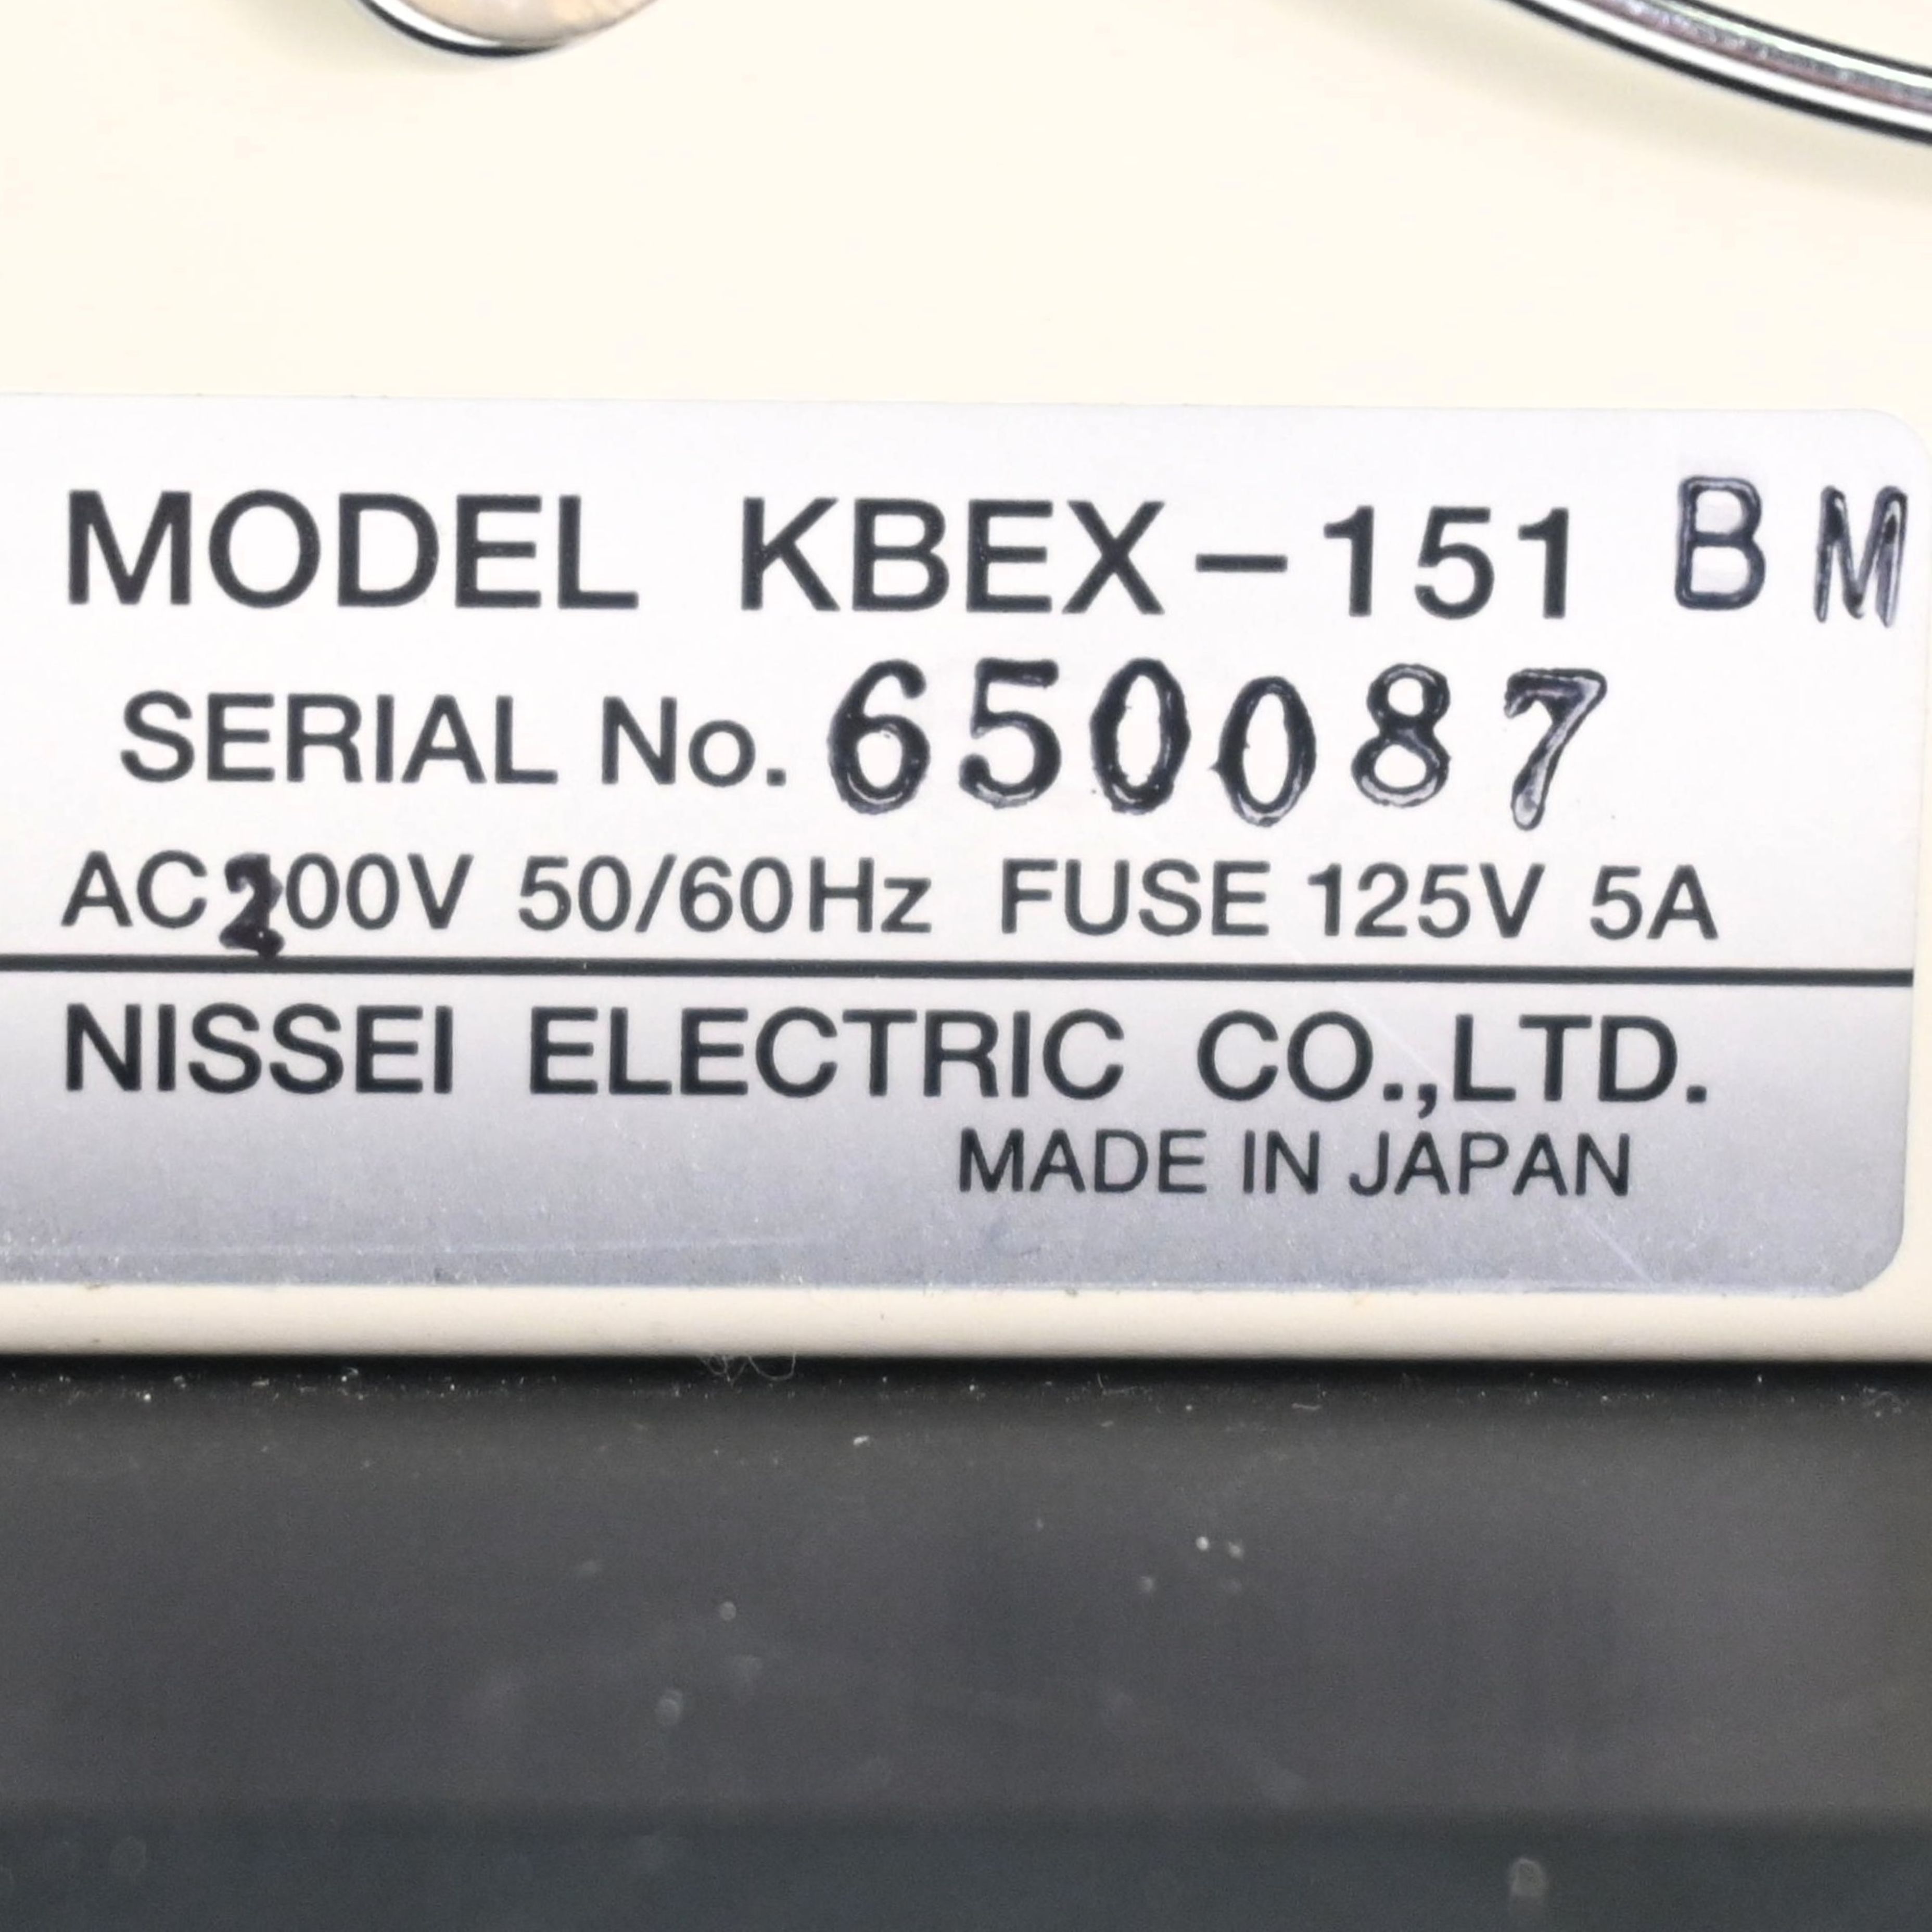 MODEL KBEX-151 BM
SERIAL No. 650087
AC200V 50/60Hz FUSE 125V 5A
NISSEI ELECTRIC CO.,LTD.
MADE IN JAPAN